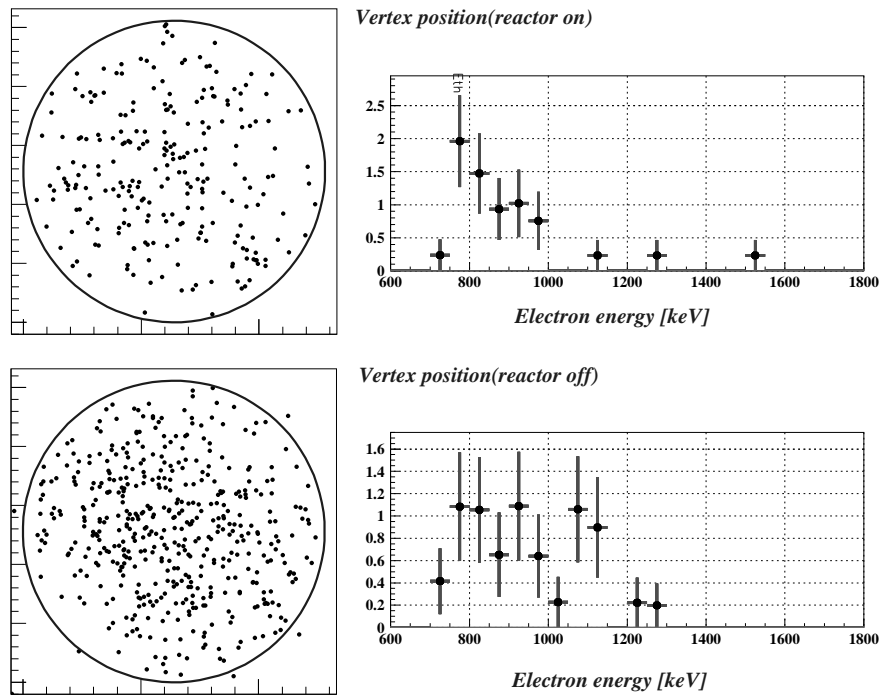 Vertex position(reactor on)
Eth
2.5
2
1.5
1
0.5
0
600 800 1000 1200 1400 1600 1800
Electron energy [keV]
Vertex position(reactor off)
1.6
1.4
1.2
1
0.8
0.6
0.4
0.2
0
600 800 1000 1200 1400 1600 1800
Electron energy [keV]